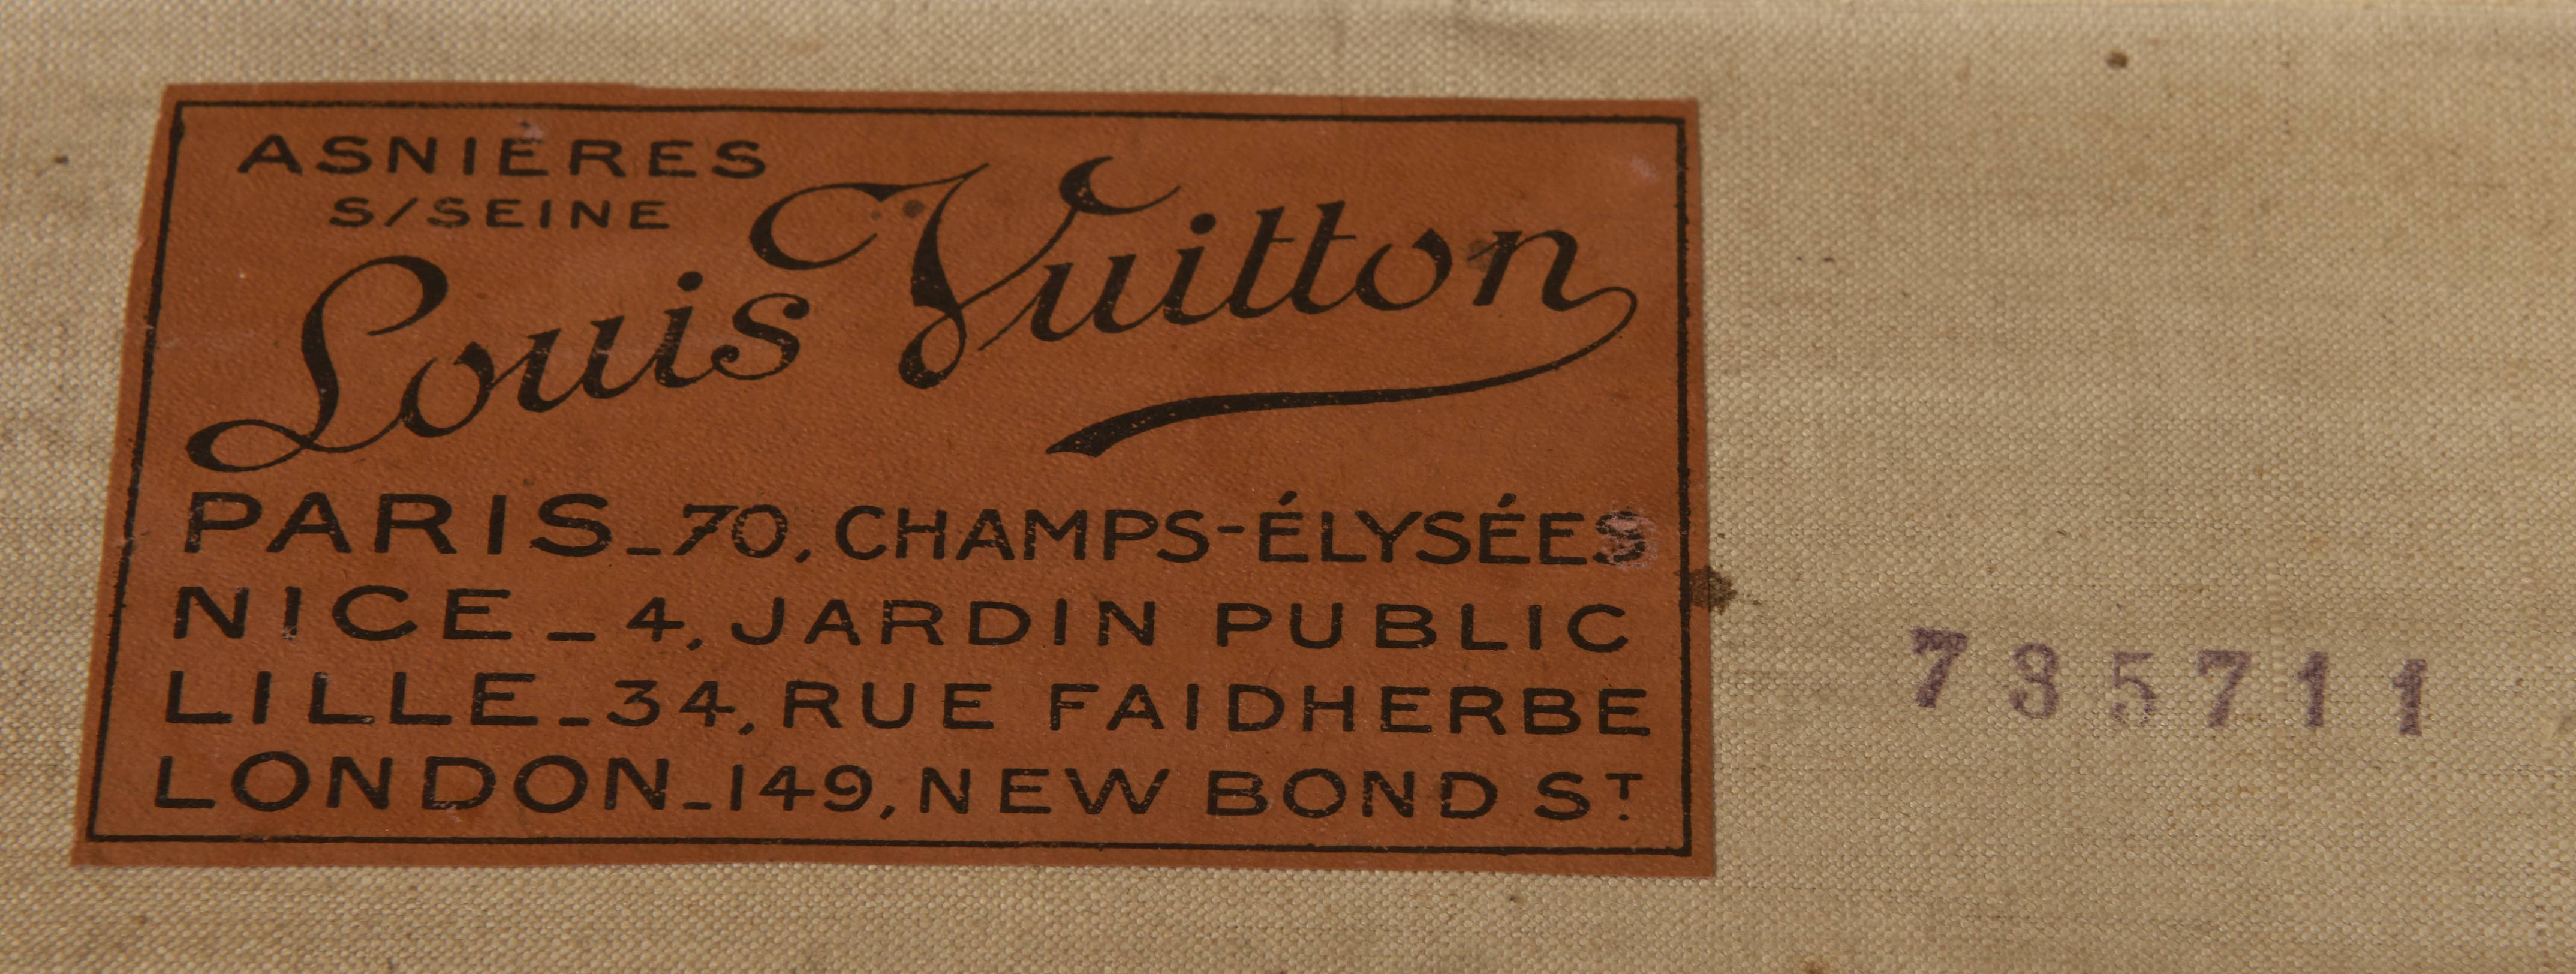 ASNIÈRES
S/SEINE
Louis Vuitton
PARIS_70, CHAMPS-ÉLYSÉES
NICE_4, JARDIN PUBLIC
LILLE_34, RUE FAIDHERBE
LONDON_149, NEW BOND ST
735711